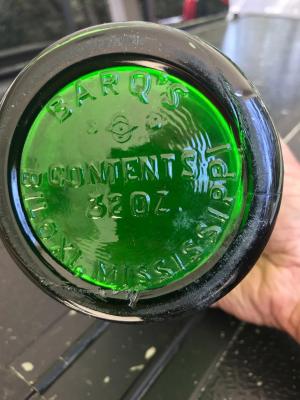 BARQ'S
CONTENTS
32 OZ.
BILOXI, MISSISSIPPI